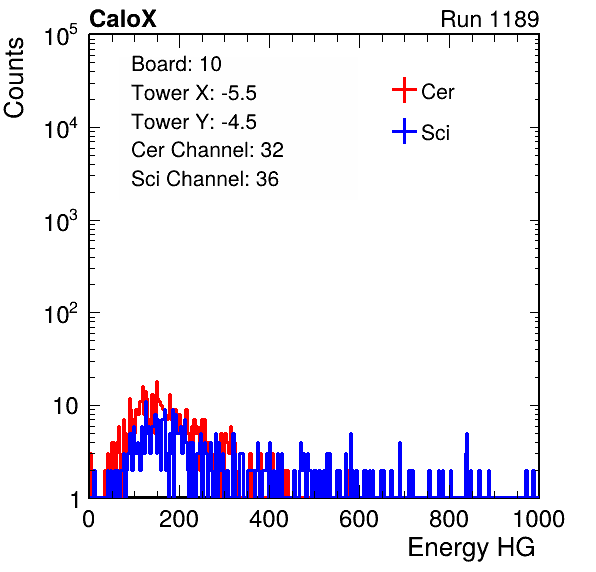 CaloX Run 1189
Counts
10^5
10^4
10^3
10^2
10
1
Board: 10
Tower X: -5.5
Tower Y: -4.5
Cer Channel: 32
Sci Channel: 36
Cer
Sci
0 200 400 600 800 1000
Energy HG